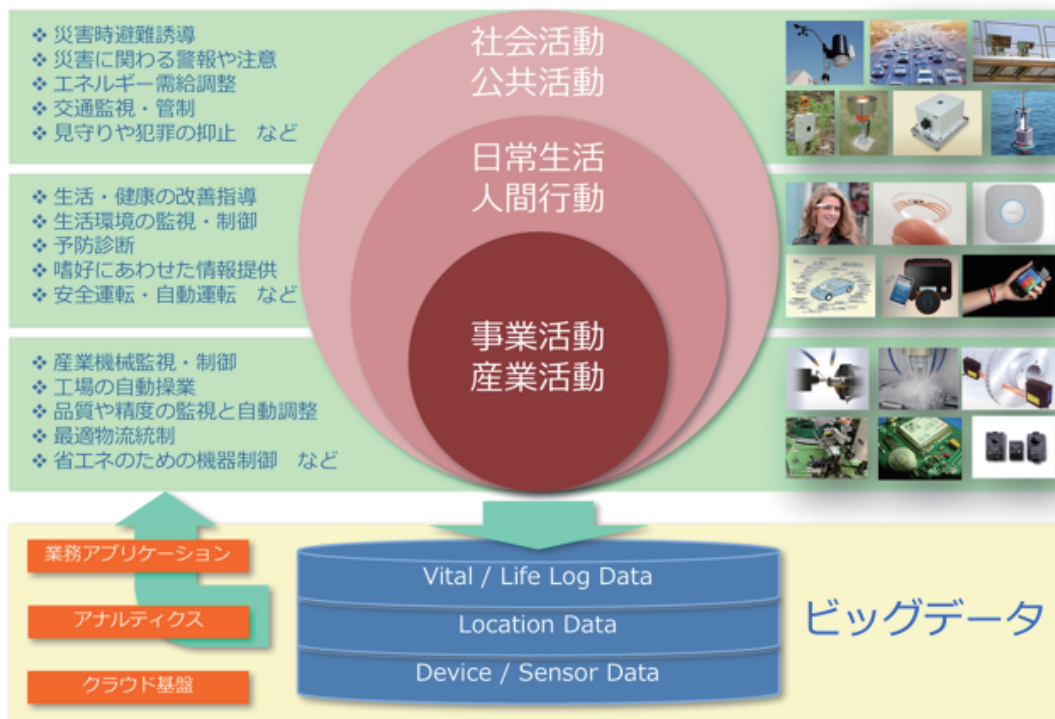 ❖ 災害時避難誘導
❖ 災害に関わる警報や注意
❖ エネルギー需給調整
❖ 交通監視・管制
❖ 見守りや犯罪の抑止　など
社会活動
公共活動
❖ 生活・健康の改善指導
❖ 生活環境の監視・制御
❖ 予防診断
❖ 嗜好にあわせた情報提供
❖ 安全運転・自動運転　など
日常生活
人間行動
❖ 産業機械監視・制御
❖ 工場の自動操業
❖ 品質や精度の監視と自動調整
❖ 最適物流統制
❖ 省エネのための機器制御　など
事業活動
産業活動
業務アプリケーション
アナルティクス
クラウド基盤
Vital / Life Log Data
Location Data
Device / Sensor Data
ビッグデータ